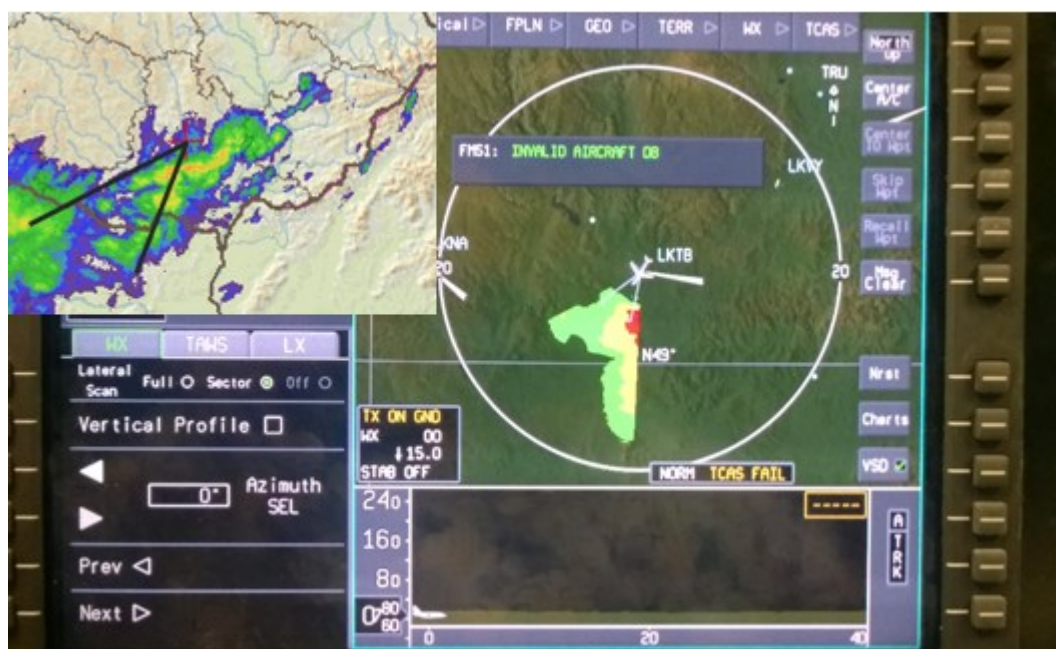 ical ▷ FPLN ▷ GEO ▷ TERR ▷ WX ▷ TCAS ▷
North Up
TRU
N
Center A/C
Center TO Wpt
FMS1: INVALID AIRCRAFT DB
LKVY
Skip Wpt
Recall Wpt
KNA
LKTB
20
20
Msg Clear
N49°
WX TAWS LX
Lateral Scan Full Sector Off
Nrst
Vertical Profile
TX ON GND
WX 00
↓15.0
STAB OFF
Charts
NORM TCAS FAIL
VSD
0° Azimuth SEL
240
160
80
-----
A
TRK
Prev ◁
Next ▷
0
80
60
0 20 40